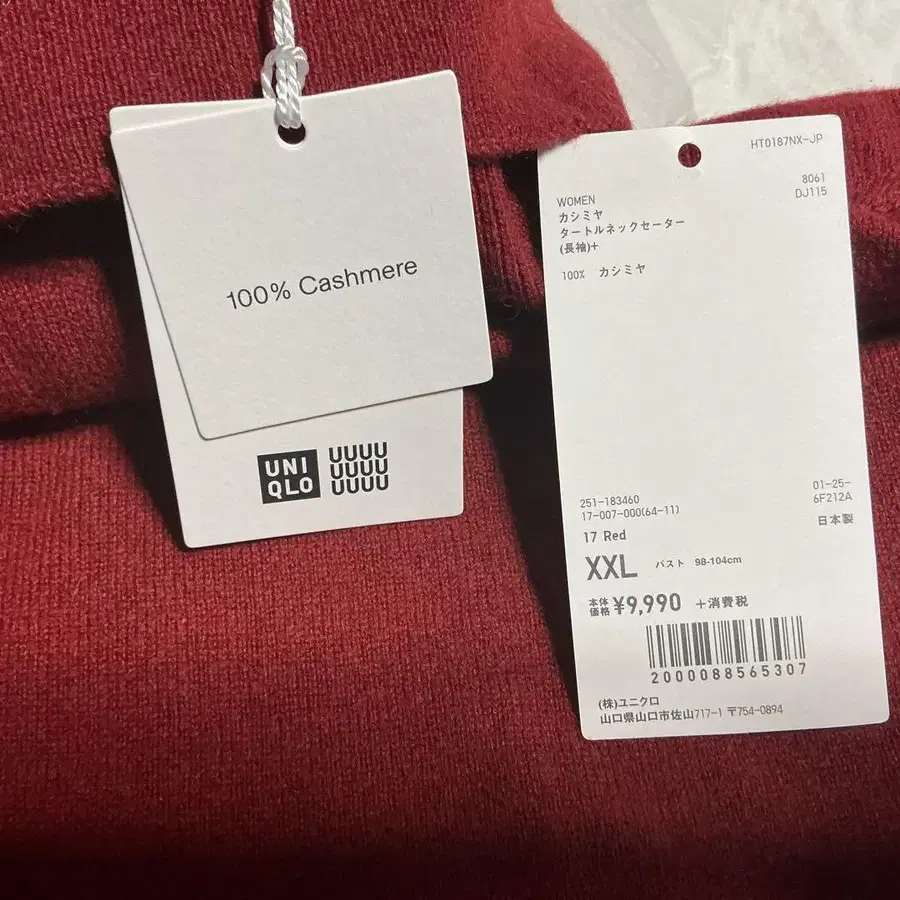 100% Cashmere
UNI
QLO
UUUU
UUUU
UUUU
HT0187NX-JP
8061
DJ115
WOMEN
カシミヤ
タートルネックセーター
(長袖)+
100% カシミヤ
251-183460
17-007-000(64-11)
01-25-
6F212A
17 Red
日本製
XXL バスト 98-104cm
本体
価格 ¥9,990 +消費税
2000088565307
(株)ユニクロ
山口県山口市佐山717-1 〒754-0894